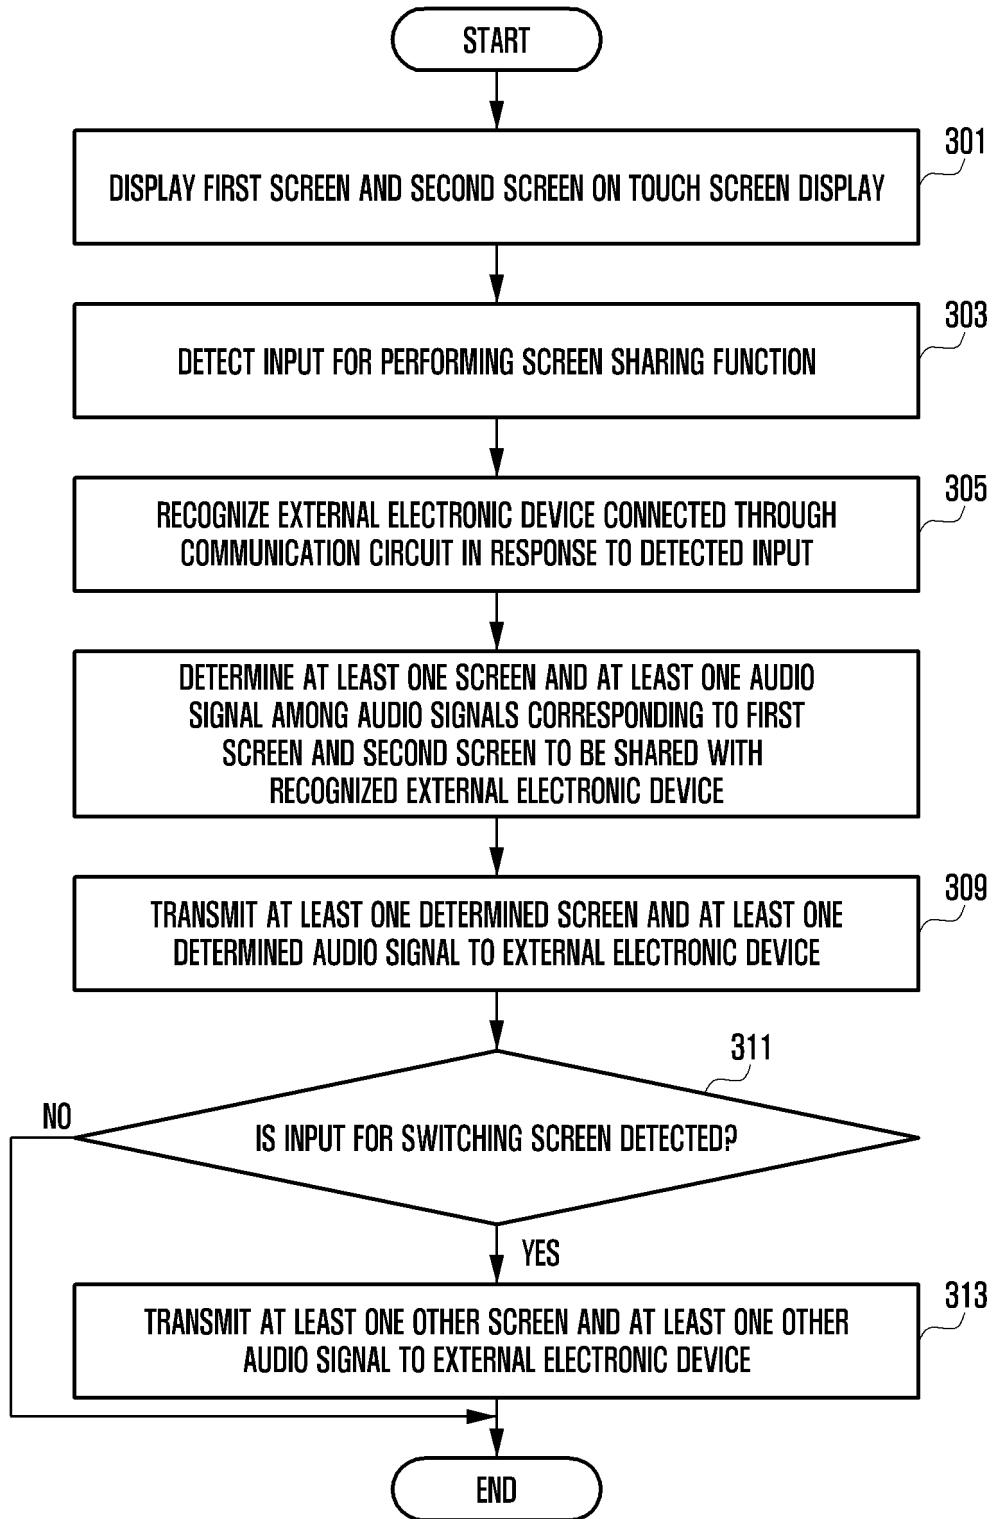 START
301
DISPLAY FIRST SCREEN AND SECOND SCREEN ON TOUCH SCREEN DISPLAY
303
DETECT INPUT FOR PERFORMING SCREEN SHARING FUNCTION
305
RECOGNIZE EXTERNAL ELECTRONIC DEVICE CONNECTED THROUGH
COMMUNICATION CIRCUIT IN RESPONSE TO DETECTED INPUT
DETERMINE AT LEAST ONE SCREEN AND AT LEAST ONE AUDIO
SIGNAL AMONG AUDIO SIGNALS CORRESPONDING TO FIRST
SCREEN AND SECOND SCREEN TO BE SHARED WITH
RECOGNIZED EXTERNAL ELECTRONIC DEVICE
309
TRANSMIT AT LEAST ONE DETERMINED SCREEN AND AT LEAST ONE
DETERMINED AUDIO SIGNAL TO EXTERNAL ELECTRONIC DEVICE
311
NO
IS INPUT FOR SWITCHING SCREEN DETECTED?
YES
313
TRANSMIT AT LEAST ONE OTHER SCREEN AND AT LEAST ONE OTHER
AUDIO SIGNAL TO EXTERNAL ELECTRONIC DEVICE
END